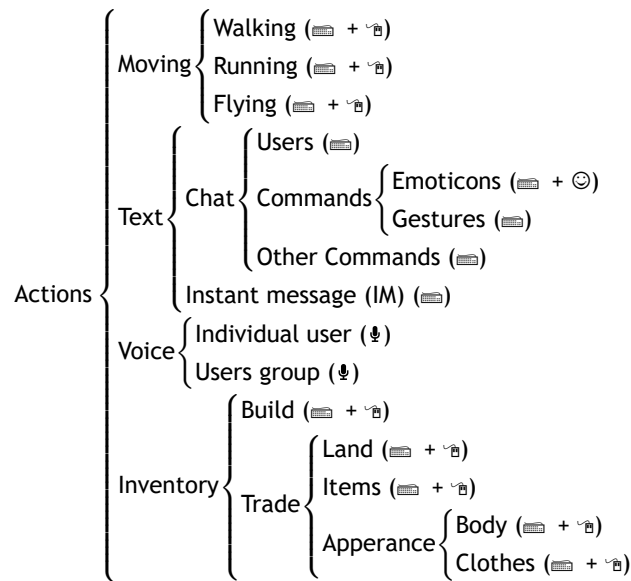 Actions
Moving
Walking (🖮 + 🖰)
Running (🖮 + 🖰)
Flying (🖮 + 🖰)
Text
Chat
Users (🖮)
Commands
Emoticons (🖮 + ☺)
Gestures (🖮)
Other Commands (🖮)
Instant message (IM) (🖮)
Voice
Individual user (🎙)
Users group (🎙)
Inventory
Build (🖮 + 🖰)
Trade
Land (🖮 + 🖰)
Items (🖮 + 🖰)
Apperance
Body (🖮 + 🖰)
Clothes (🖮 + 🖰)